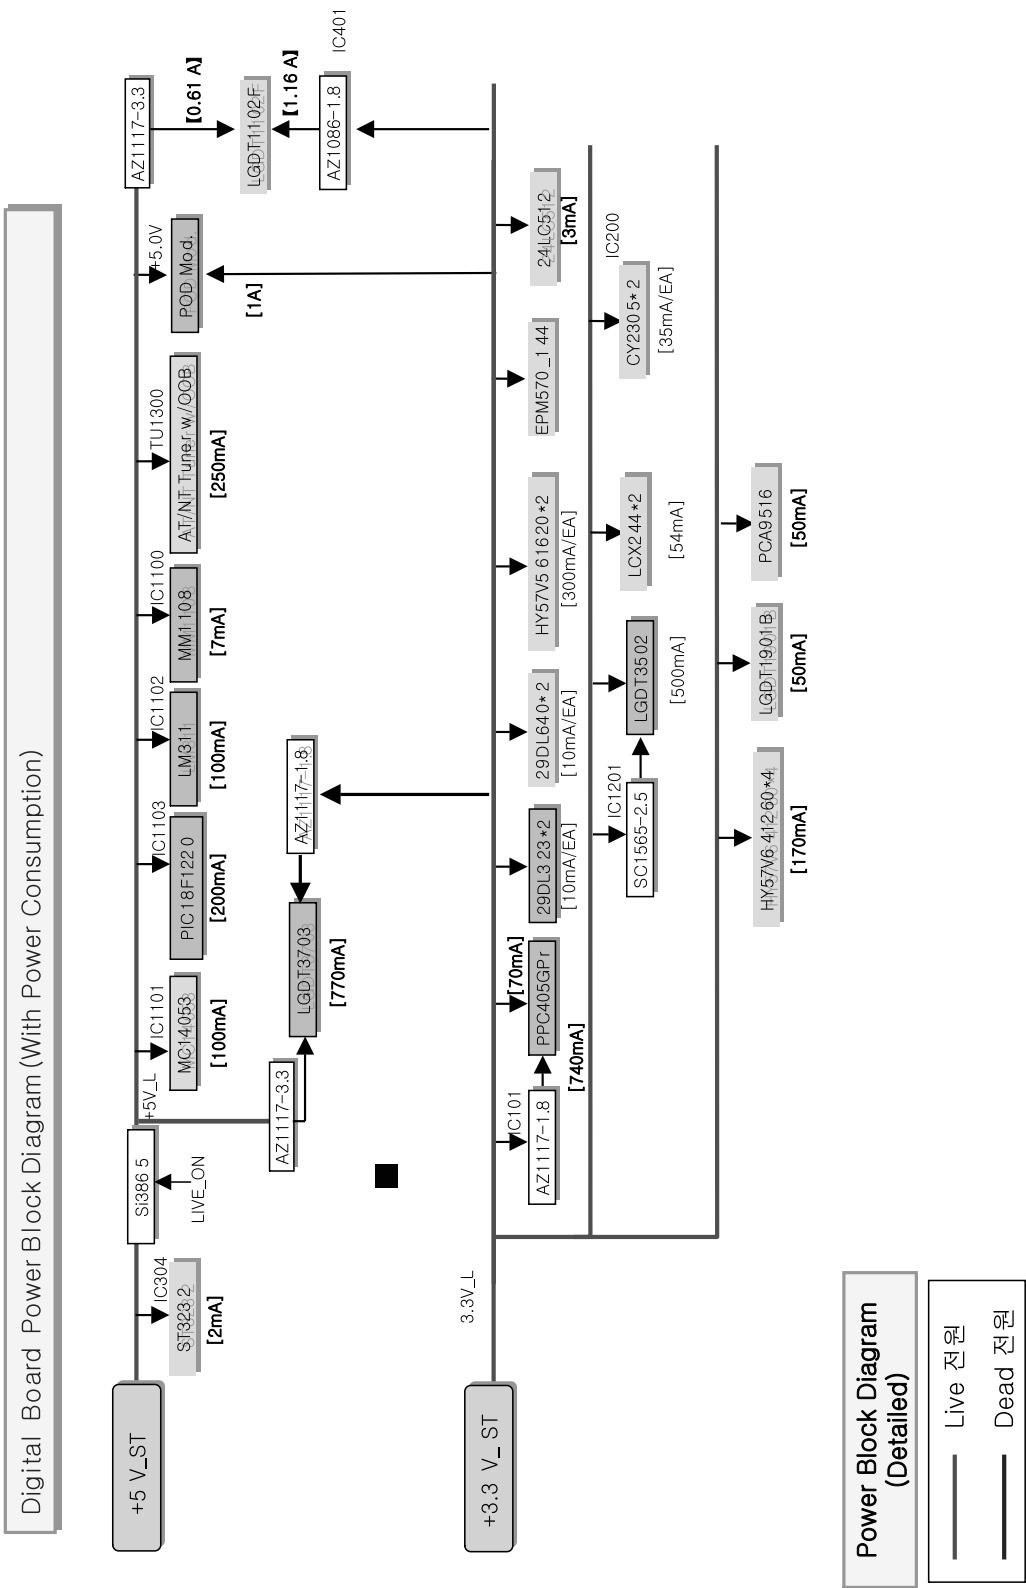 Digital Board Power Block Diagram (With Power Consumption)
+5 V_ST
IC304
ST323 2
[2mA]
Si386 5
LIVE_ON
+5V_L
IC1101
MC14053
[100mA]
IC1103
PIC18F122 0
[200mA]
IC1102
LM311
[100mA]
IC1100
MM1108
[7mA]
TU1300
AT/NT Tuner w/OOB
[250mA]
+5.0V
POD Mod.
[1A]
AZ1117-3.3
[0.61 A]
LGDT1102F
[1.16 A]
AZ1086-1.8
IC401
AZ1117-3.3
LGDT3703
[770mA]
AZ1117-1.8
+3.3 V_ ST
3.3V_L
IC101
AZ1117-1.8
[740mA]
[70mA]
PPC405GPr
29DL3 23*2
[10mA/EA]
29DL640*2
[10mA/EA]
HY57V5 61620*2
[300mA/EA]
EPM570_144
24LC512
[3mA]
IC1201
SC1565-2.5
LGDT3502
[500mA]
LCX244*2
[54mA]
IC200
CY2305*2
[35mA/EA]
HY57V6 41260*4
[170mA]
LGDT1901B
[50mA]
PCA9516
[50mA]
Power Block Diagram
(Detailed)
Live 전원
Dead 전원